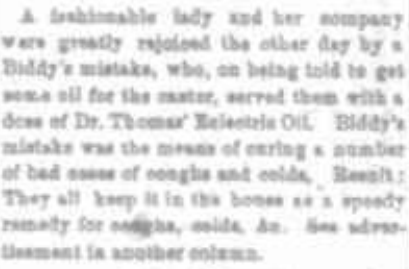 A fashionable lady and her company
were greatly rejoiced the other day by a
Biddy's mistake, who, on being told to get
some oil for the castor, served them with a
dose of Dr. Thomas' Eclectric Oil. Biddy's
mistake was the means of curing a number
of bad cases of coughs and colds. Result:
They all keep it in the house as a speedy
remedy for coughs, colds, &c. See adver-
tisement in another column.